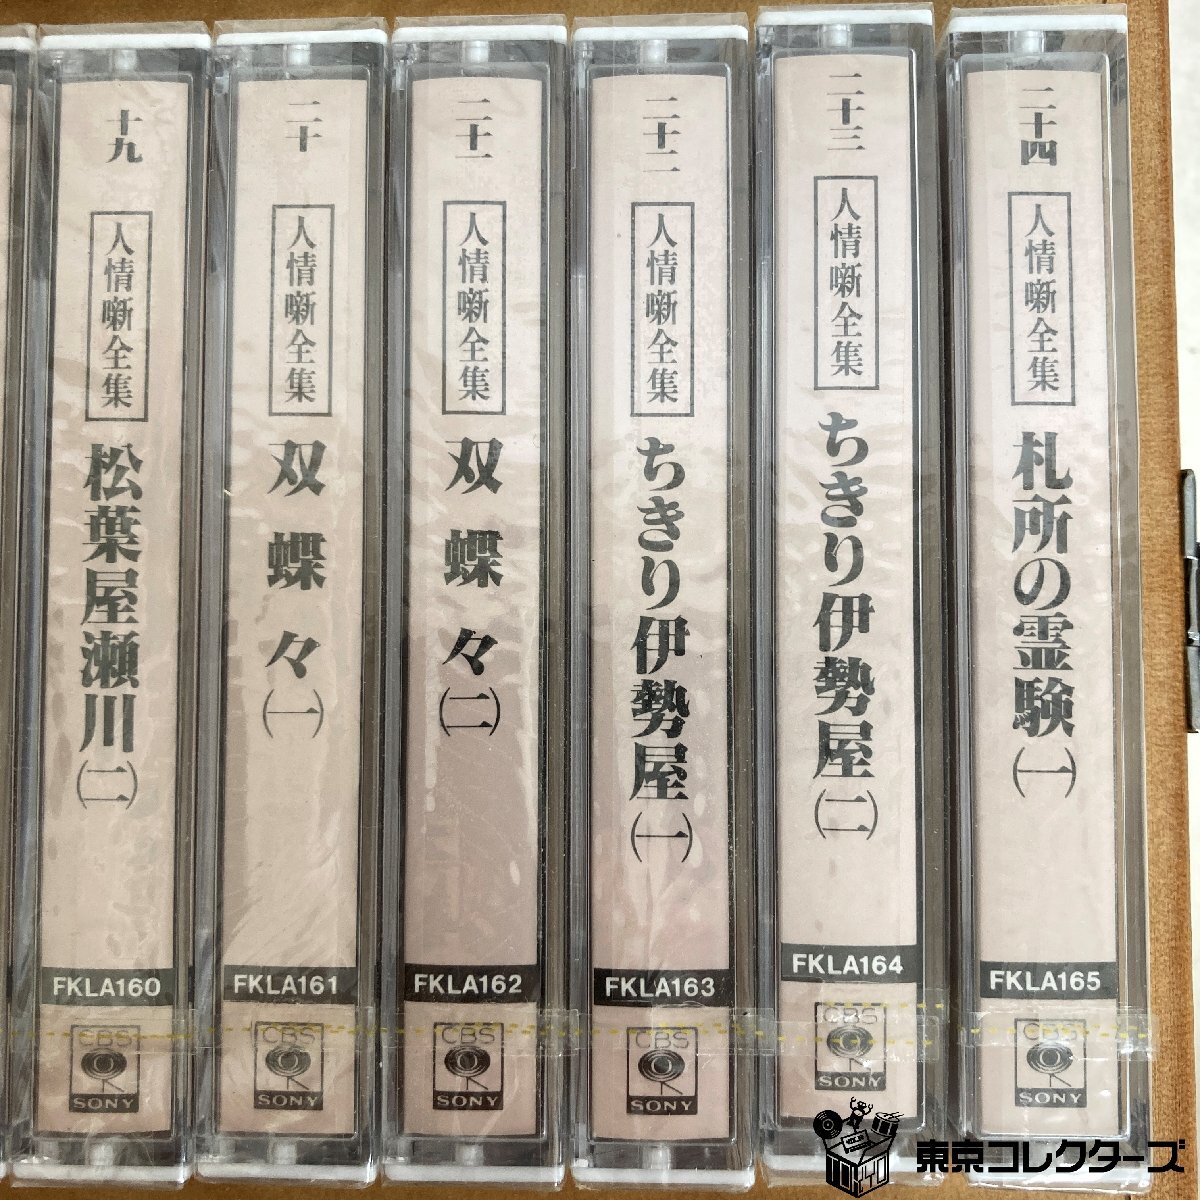 十九
人情噺全集
松葉屋瀬川(二)
FKLA160
CBS
SONY
二十
人情噺全集
双蝶々(一)
FKLA161
CBS
SONY
二十一
人情噺全集
双蝶々(二)
FKLA162
CBS
SONY
二十二
人情噺全集
ちきり伊勢屋(一)
FKLA163
CBS
SONY
二十三
人情噺全集
ちきり伊勢屋(二)
FKLA164
CBS
SONY
二十四
人情噺全集
札所の霊験(一)
FKLA165
CBS
SONY
TOKYO
東京コレクターズ